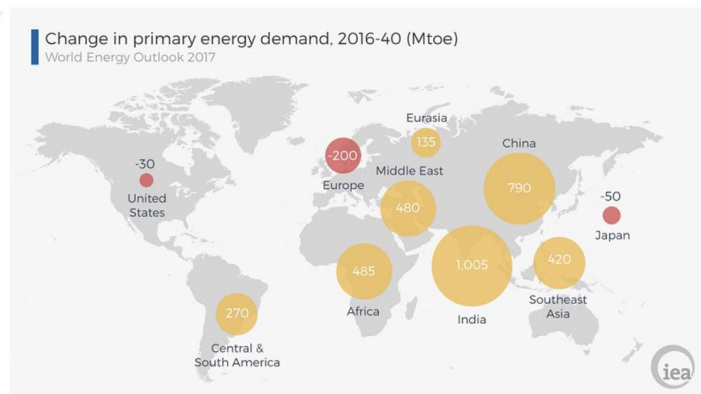 Change in primary energy demand, 2016-40 (Mtoe)
World Energy Outlook 2017
Eurasia
135
China
790
-30
United
States
-200
Europe
Middle East
480
-50
Japan
485
Africa
1,005
India
420
Southeast
Asia
270
Central &
South America
iea